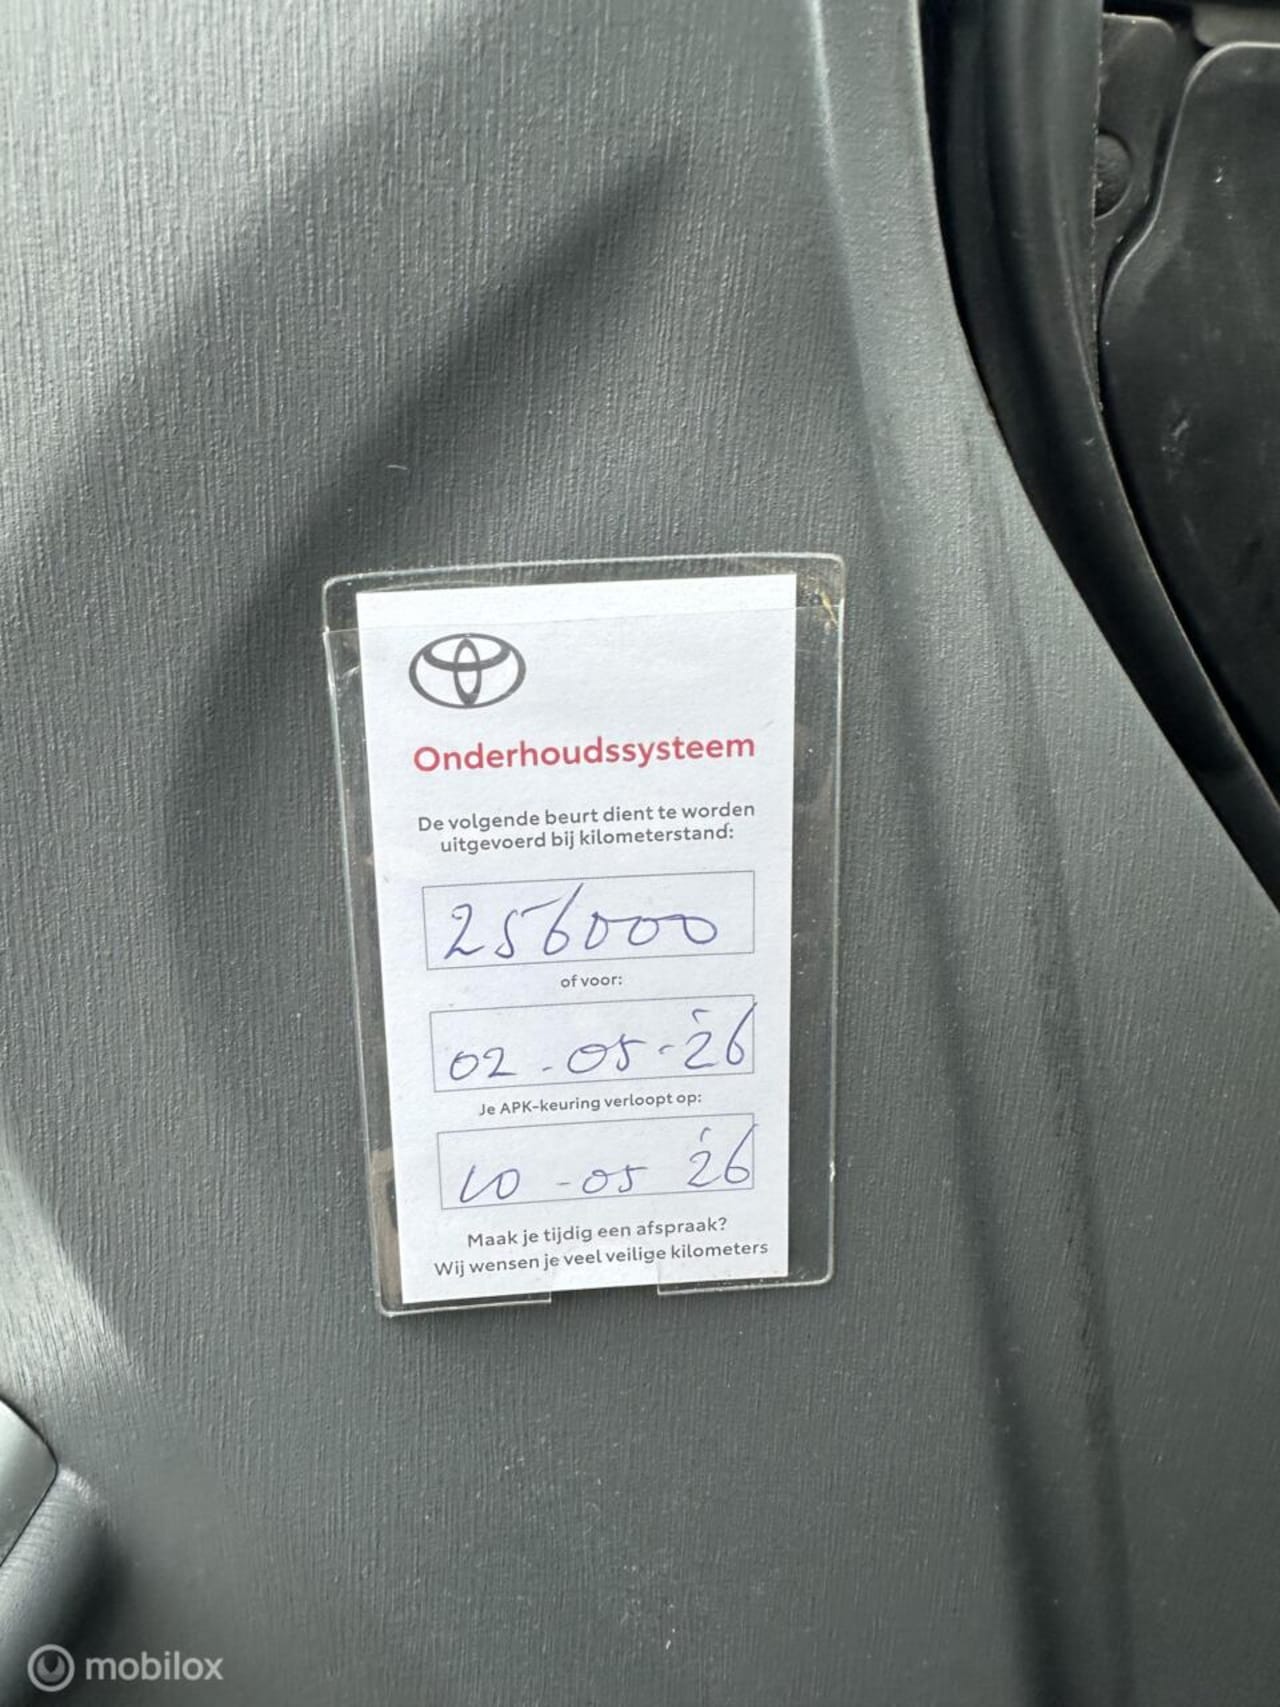 Onderhoudssysteem
De volgende beurt dient te worden
uitgevoerd bij kilometerstand:
256000
of voor:
02-05-'26
Je APK-keuring verloopt op:
10-05 '26
Maak je tijdig een afspraak?
Wij wensen je veel veilige kilometers
mobilox